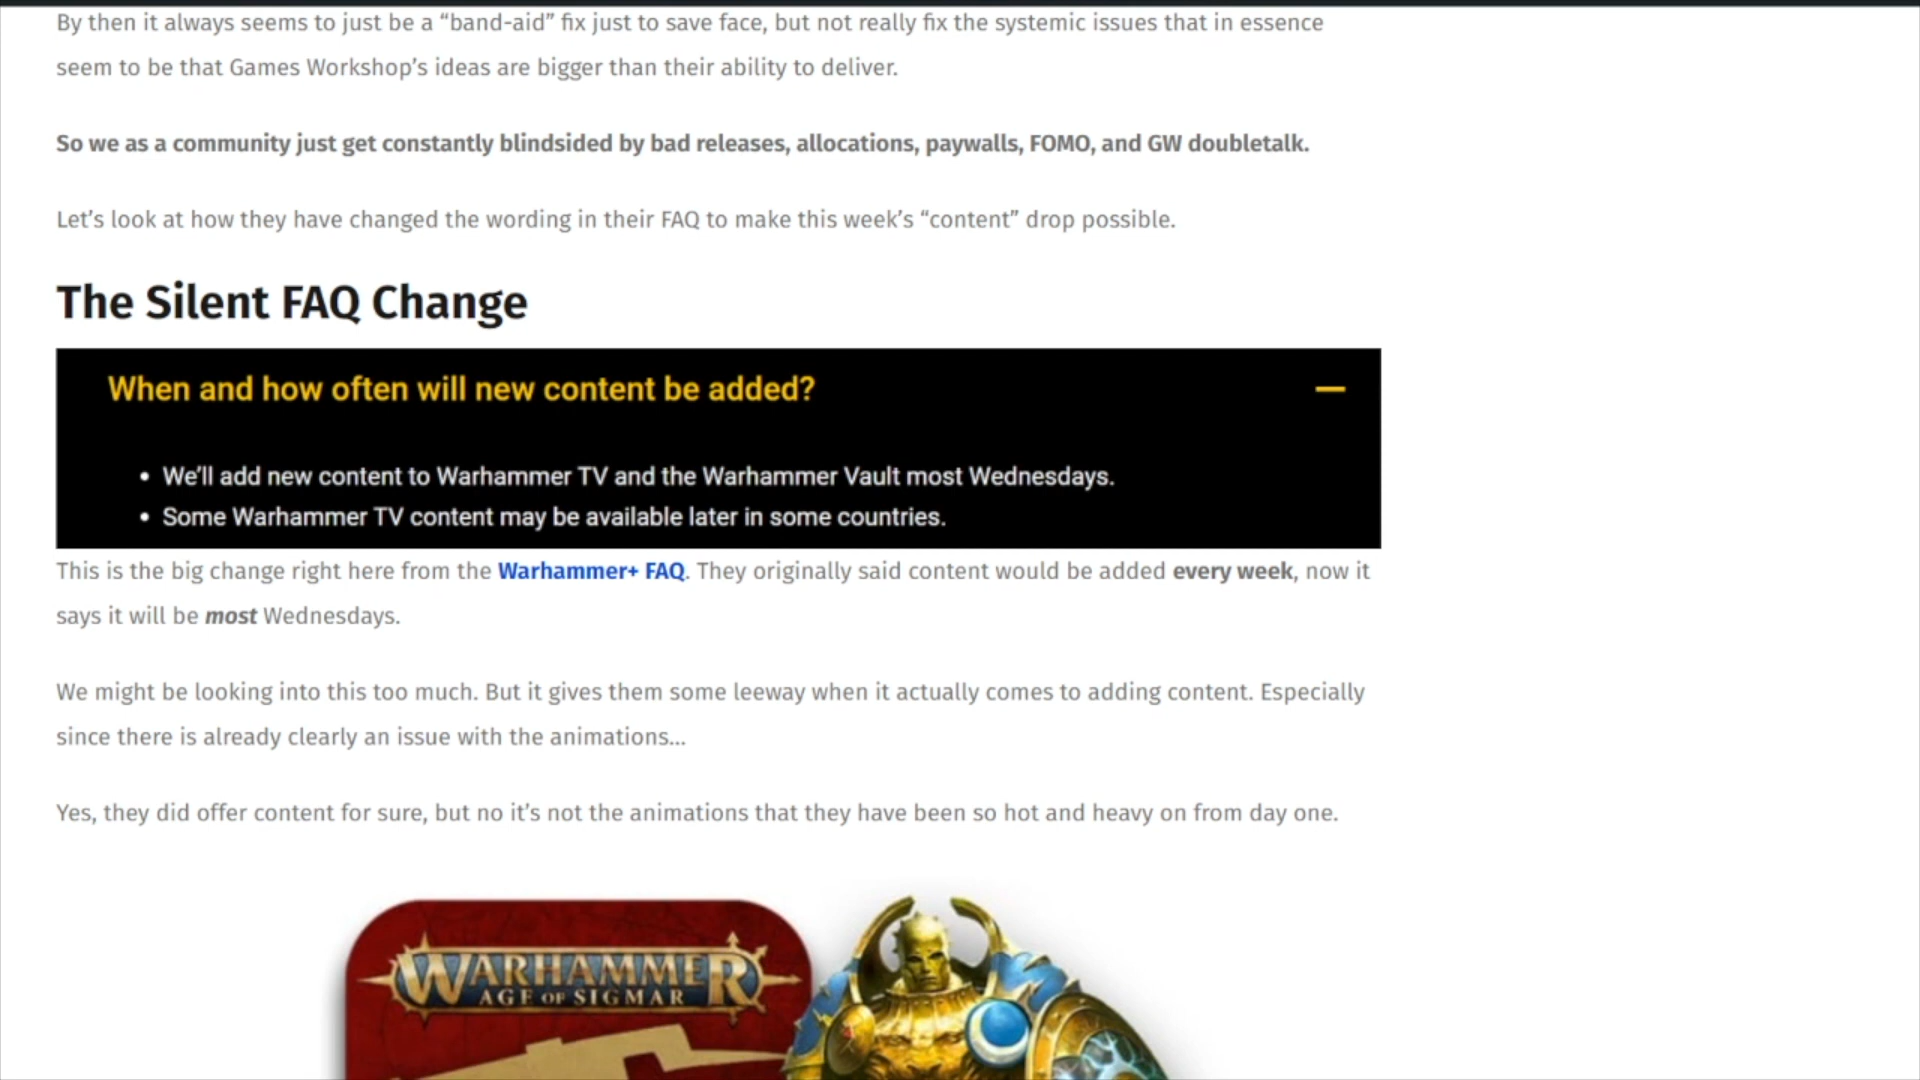 By then it always seems to just be a “band-aid” fix just to save face, but not really fix the systemic issues that in essence
seem to be that Games Workshop’s ideas are bigger than their ability to deliver.
So we as a community just get constantly blindsided by bad releases, allocations, paywalls, FOMO, and GW doubletalk.
Let’s look at how they have changed the wording in their FAQ to make this week’s “content” drop possible.
The Silent FAQ Change
When and how often will new content be added?
• We’ll add new content to Warhammer TV and the Warhammer Vault most Wednesdays.
• Some Warhammer TV content may be available later in some countries.
This is the big change right here from the Warhammer+ FAQ. They originally said content would be added every week, now it
says it will be most Wednesdays.
We might be looking into this too much. But it gives them some leeway when it actually comes to adding content. Especially
since there is already clearly an issue with the animations…
Yes, they did offer content for sure, but no it’s not the animations that they have been so hot and heavy on from day one.
WARHAMMER
AGE OF SIGMAR